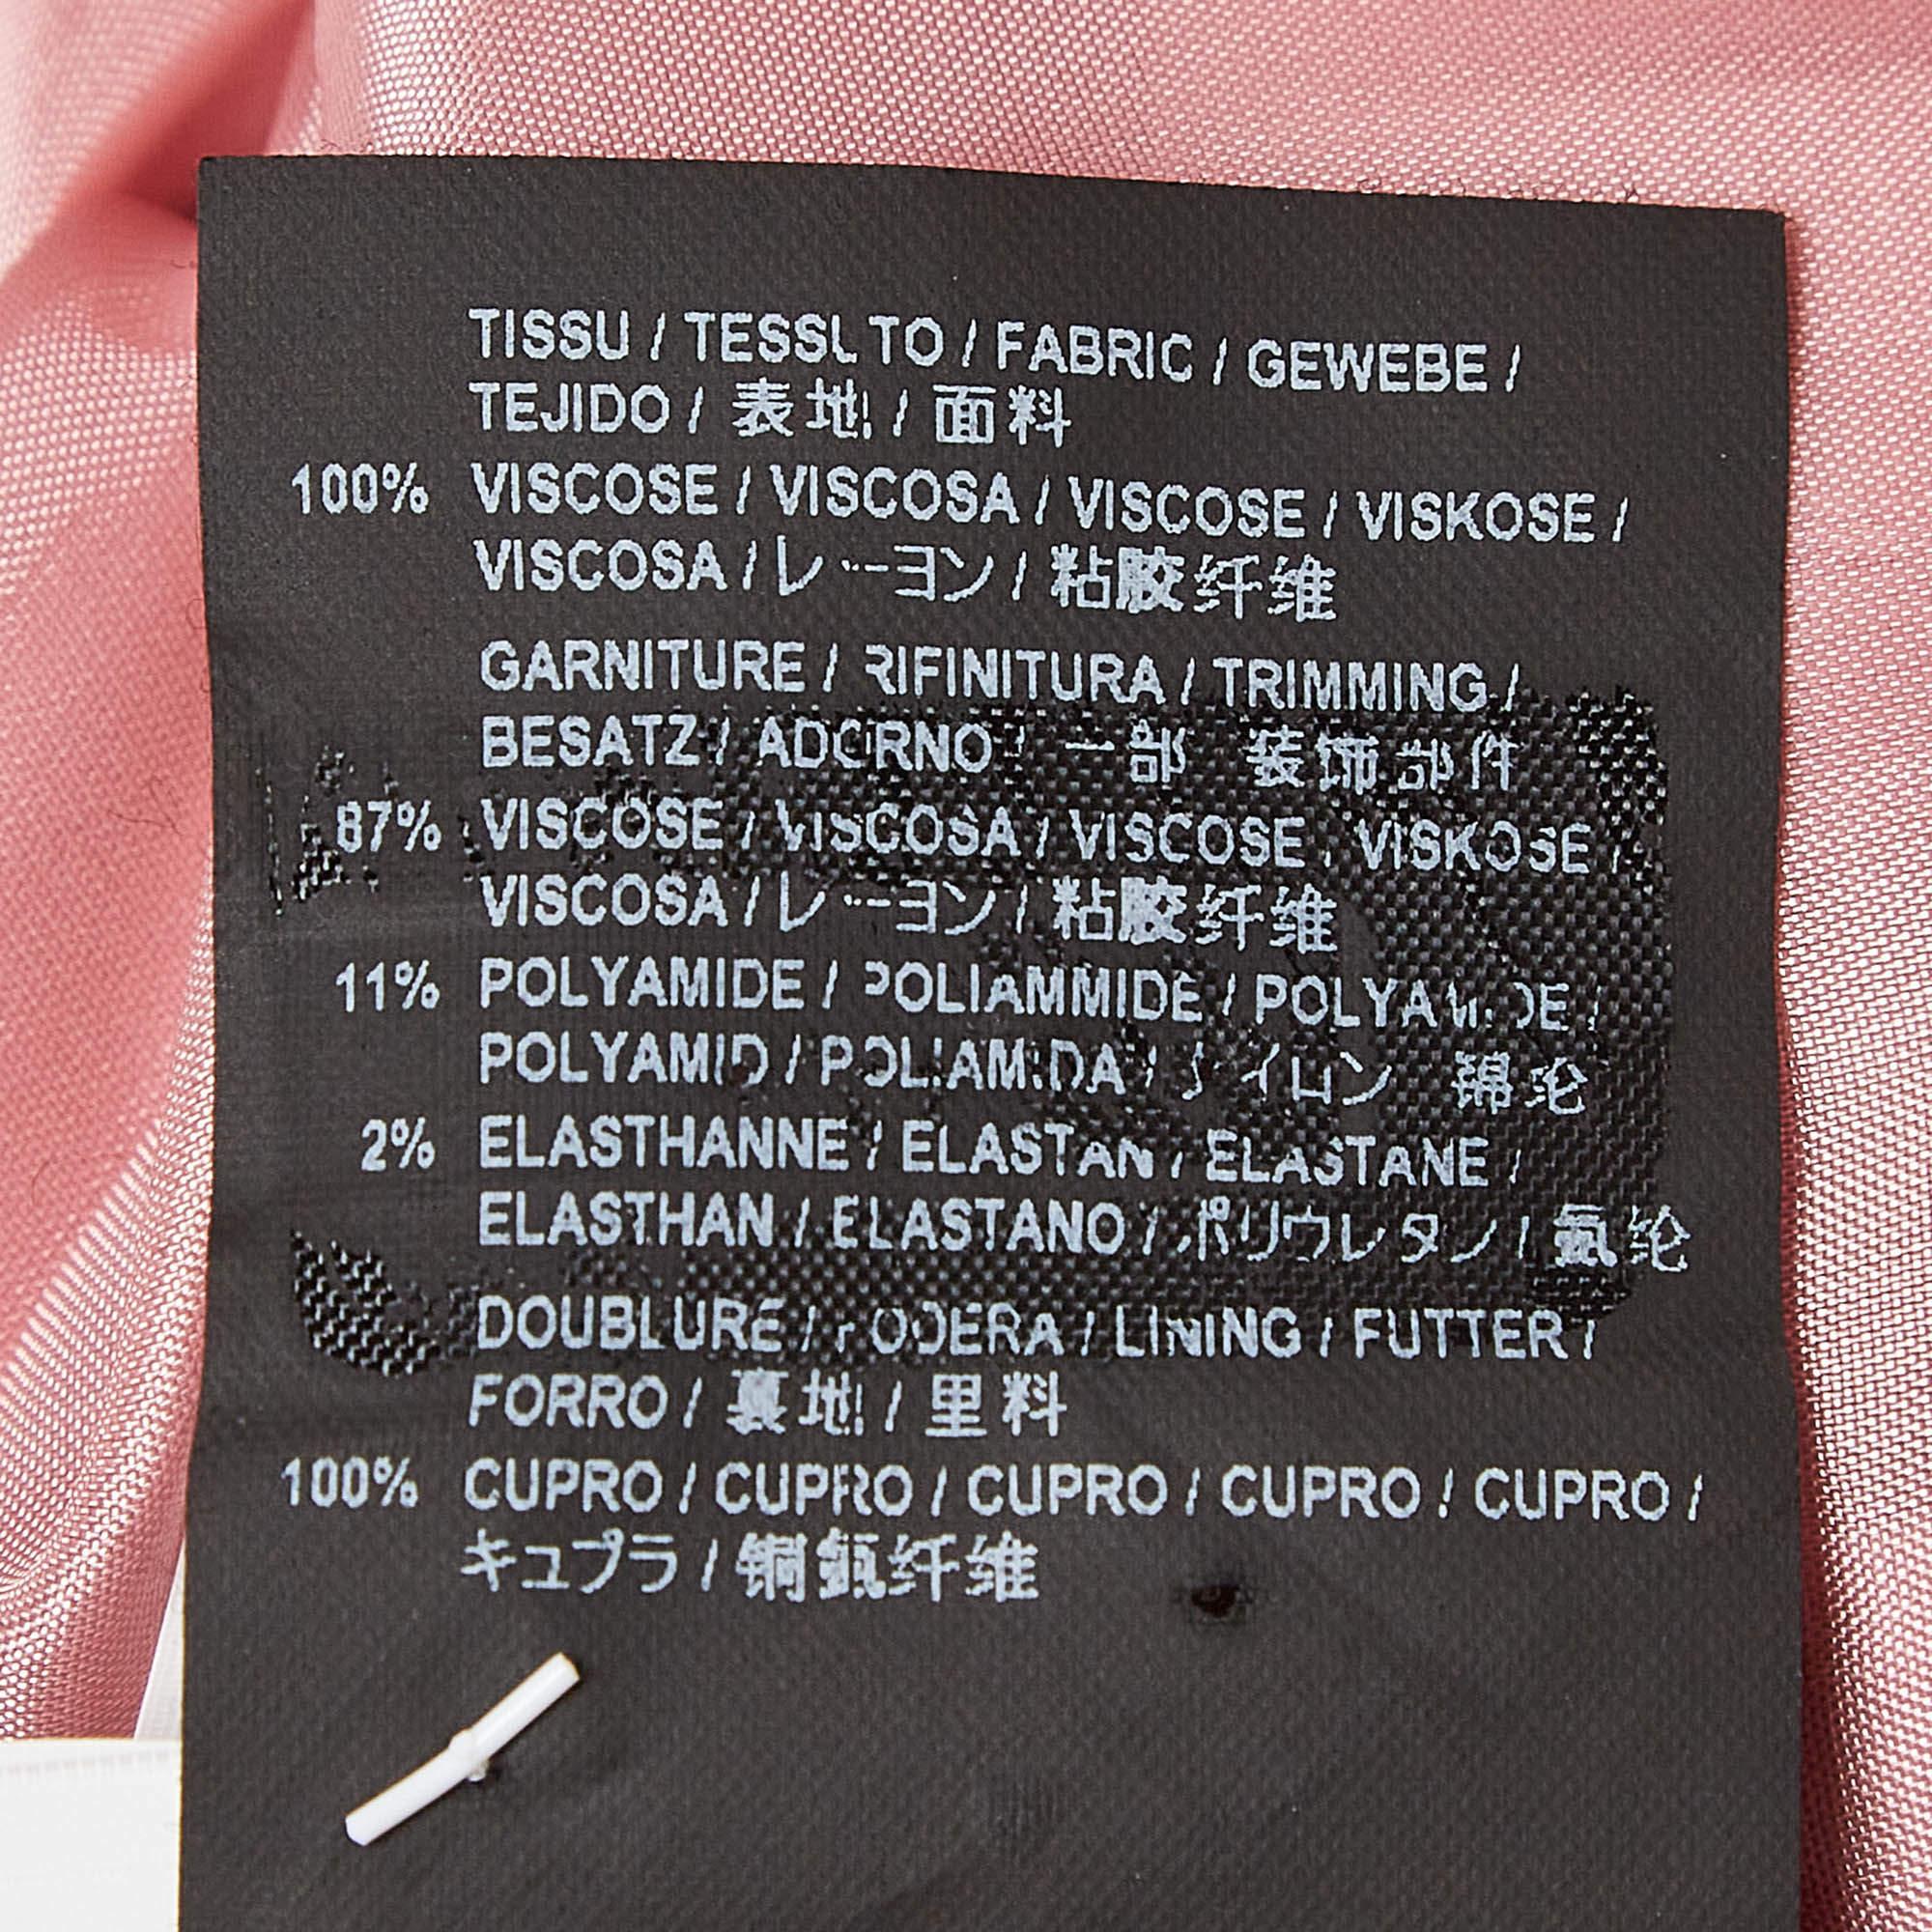 TISSU / TESSUTO / FABRIC / GEWEBE /
TEJIDO / 表地 / 面料
100% VISCOSE / VISCOSA / VISCOSE / VISKOSE /
VISCOSA / レーヨン / 粘胶纤维
GARNITURE / RIFINITURA / TRIMMING /
BESATZ / ADORNO / 一部 装饰部件
87% VISCOSE / VISCOSA / VISCOSE / VISKOSE /
VISCOSA / レーヨン / 粘胶纤维
11% POLYAMIDE / POLIAMMIDE / POLYAMIDE /
POLYAMID / POLIAMIDA / ナイロン 锦纶
2% ELASTHANNE / ELASTAN / ELASTANE /
ELASTHAN / ELASTANO / ポリウレタン / 氨纶
DOUBLURE / FODERA / LINING / FUTTER /
FORRO / 裏地 / 里料
100% CUPRO / CUPRO / CUPRO / CUPRO / CUPRO /
キュプラ / 铜氨纤维